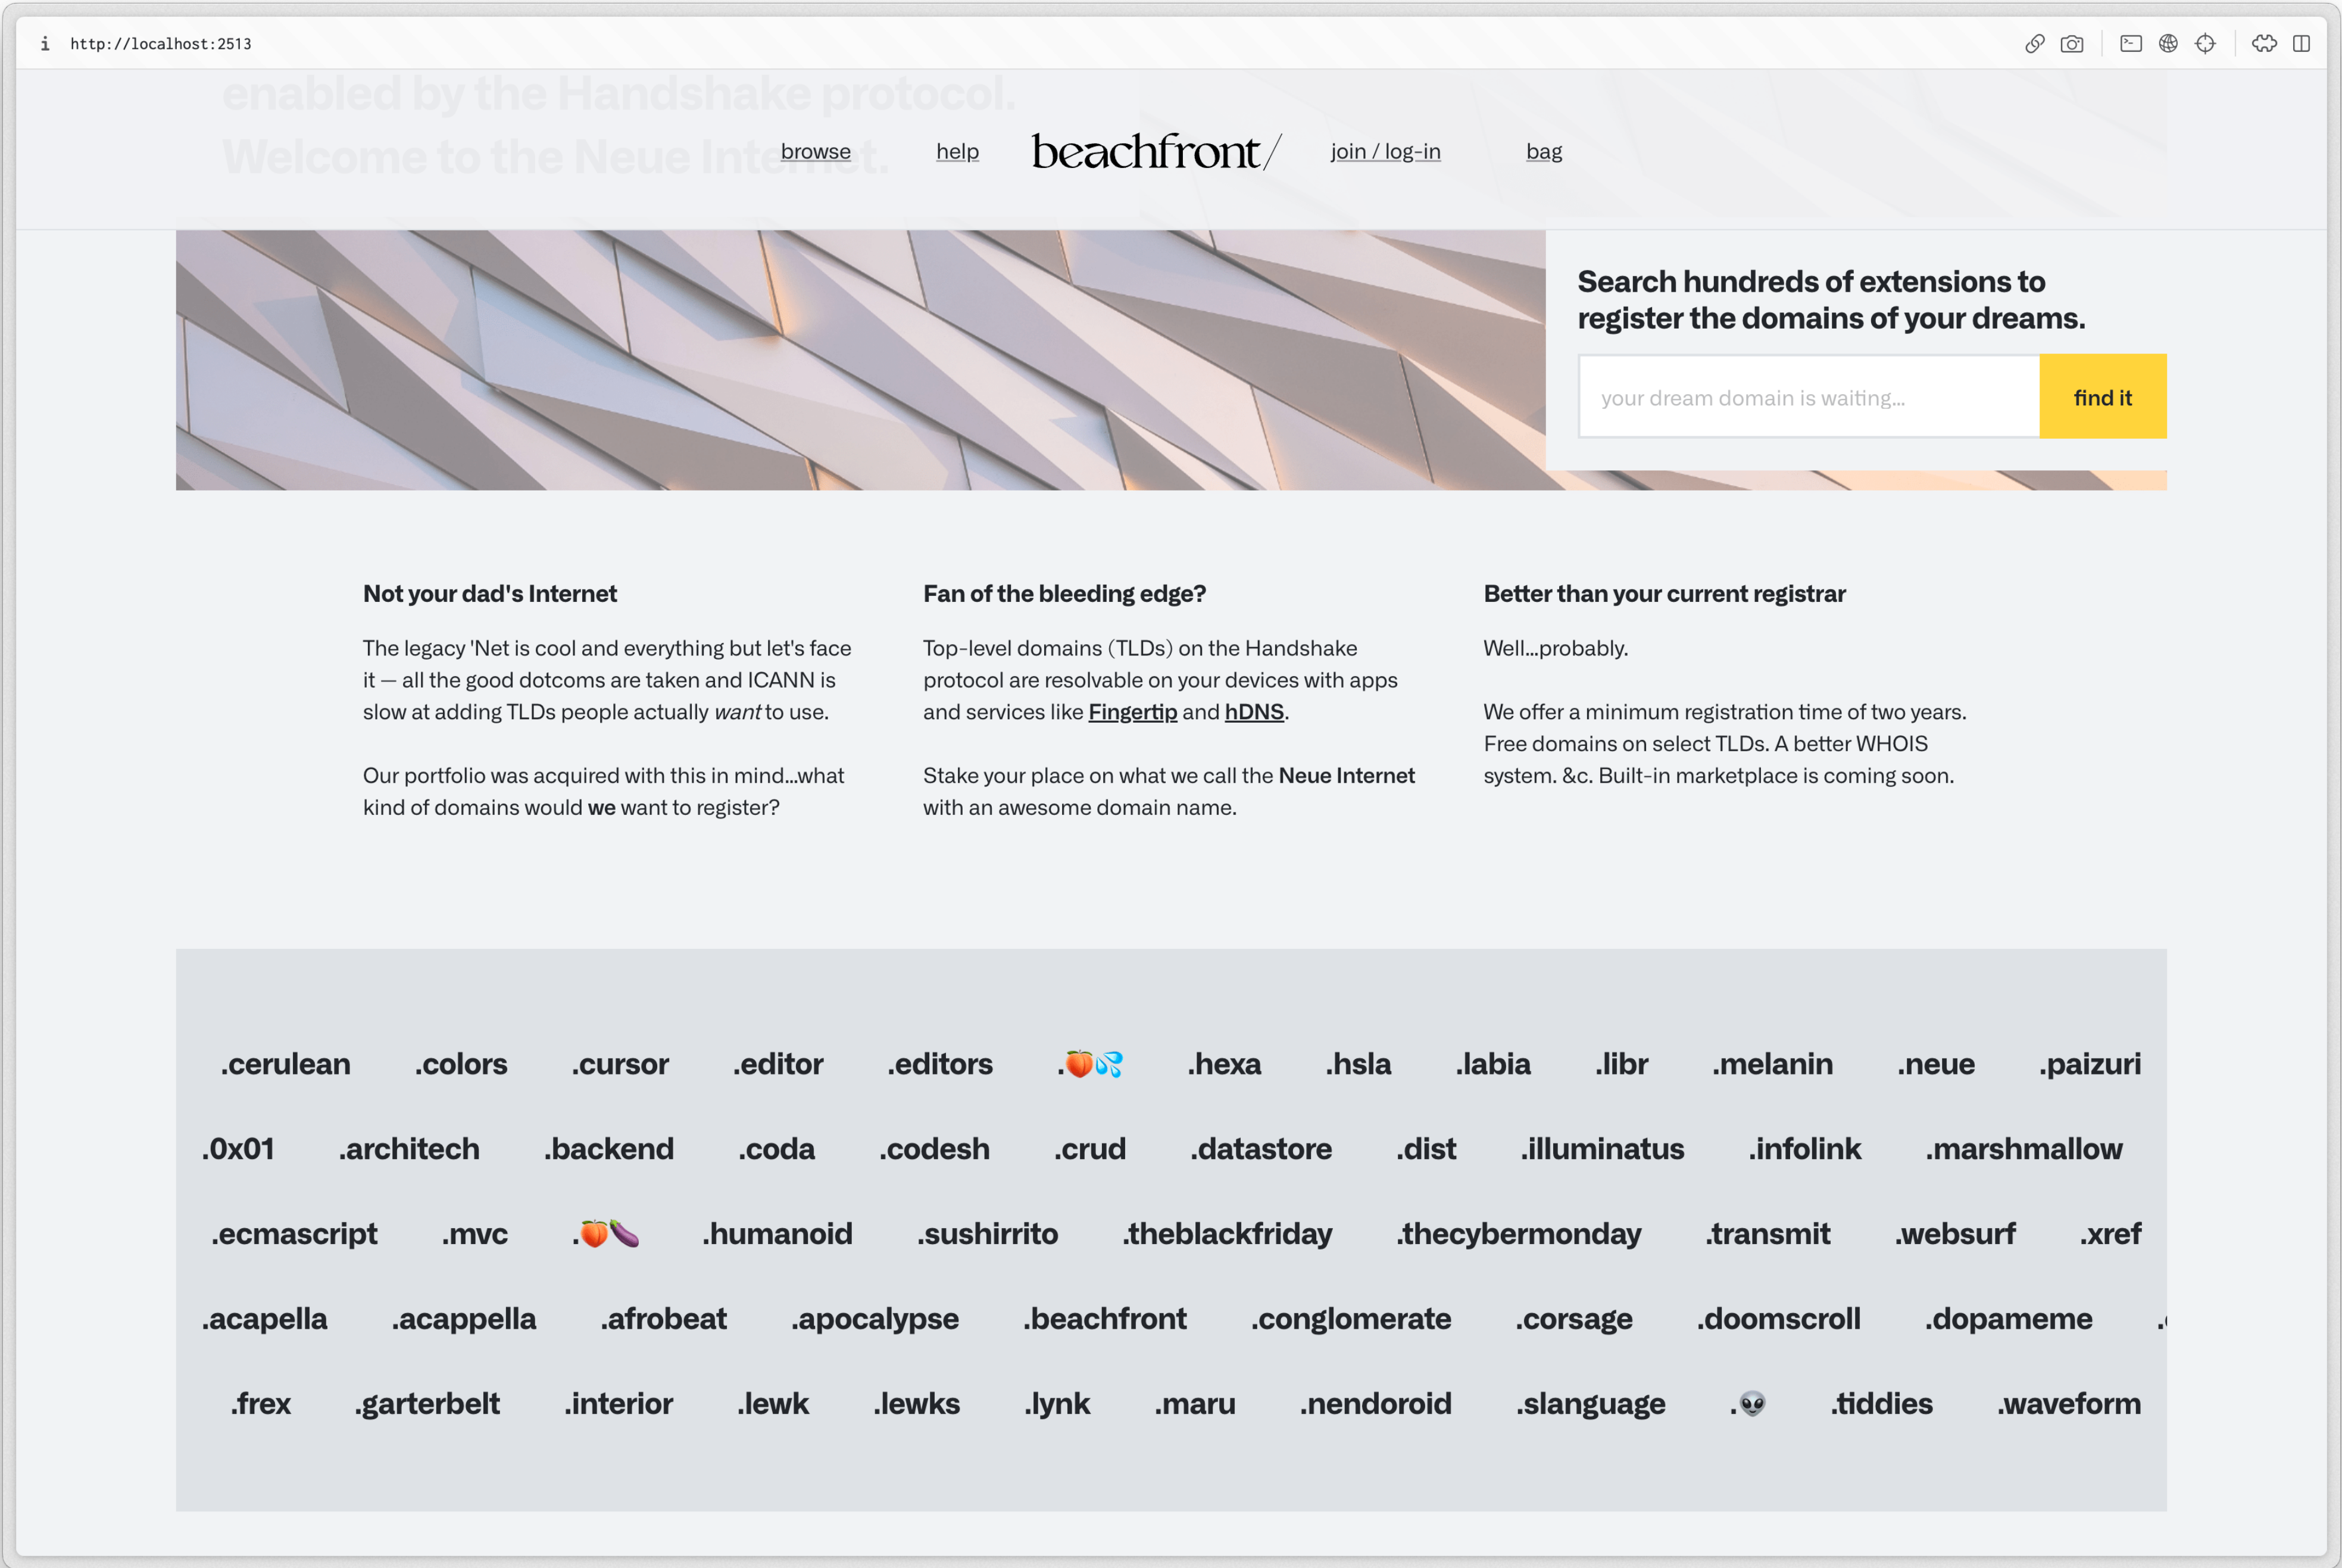 http://localhost:2513
enabled by the Handshake protocol.
Welcome to the Neue Internet.
browse help beachfront/ join / log-in bag
Search hundreds of extensions to
register the domains of your dreams.
your dream domain is waiting...
find it
Not your dad's Internet
The legacy 'Net is cool and everything but let's face
it — all the good dotcoms are taken and ICANN is
slow at adding TLDs people actually want to use.
Our portfolio was acquired with this in mind...what
kind of domains would we want to register?
Fan of the bleeding edge?
Top-level domains (TLDs) on the Handshake
protocol are resolvable on your devices with apps
and services like Fingertip and hDNS.
Stake your place on what we call the Neue Internet
with an awesome domain name.
Better than your current registrar
Well...probably.
We offer a minimum registration time of two years.
Free domains on select TLDs. A better WHOIS
system. &c. Built-in marketplace is coming soon.
.cerulean .colors .cursor .editor .editors .🍑💦 .hexa .hsla .labia .libr .melanin .neue .paizuri
.0x01 .architech .backend .coda .codesh .crud .datastore .dist .illuminatus .infolink .marshmallow
.ecmascript .mvc .🍑🍆 .humanoid .sushirrito .theblackfriday .thecybermonday .transmit .websurf .xref
.acapella .acappella .afrobeat .apocalypse .beachfront .conglomerate .corsage .doomscroll .dopameme
.frex .garterbelt .interior .lewk .lewks .lynk .maru .nendoroid .slanguage .👽 .tiddies .waveform